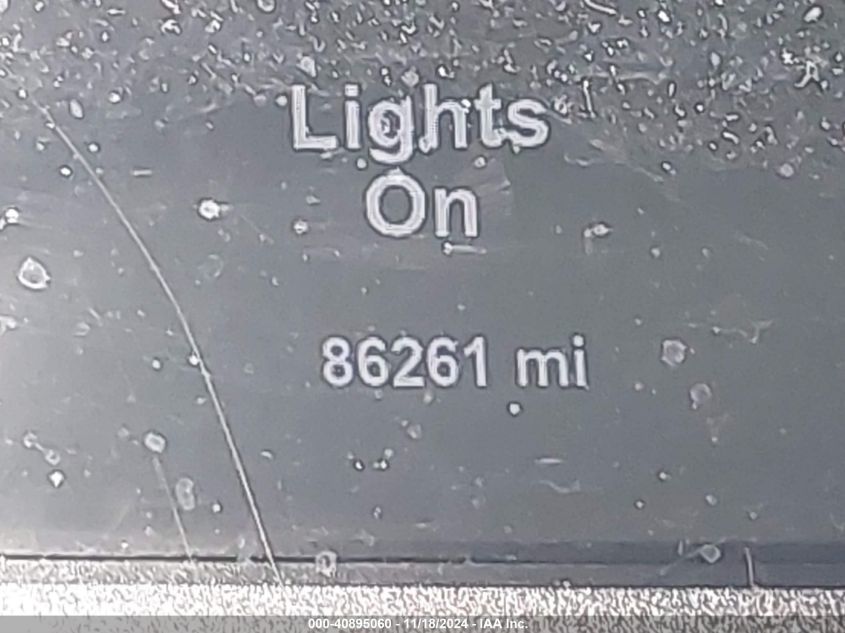 Lights
On
86261 mi
000-40895060 - 11/18/2024 - IAA Inc.